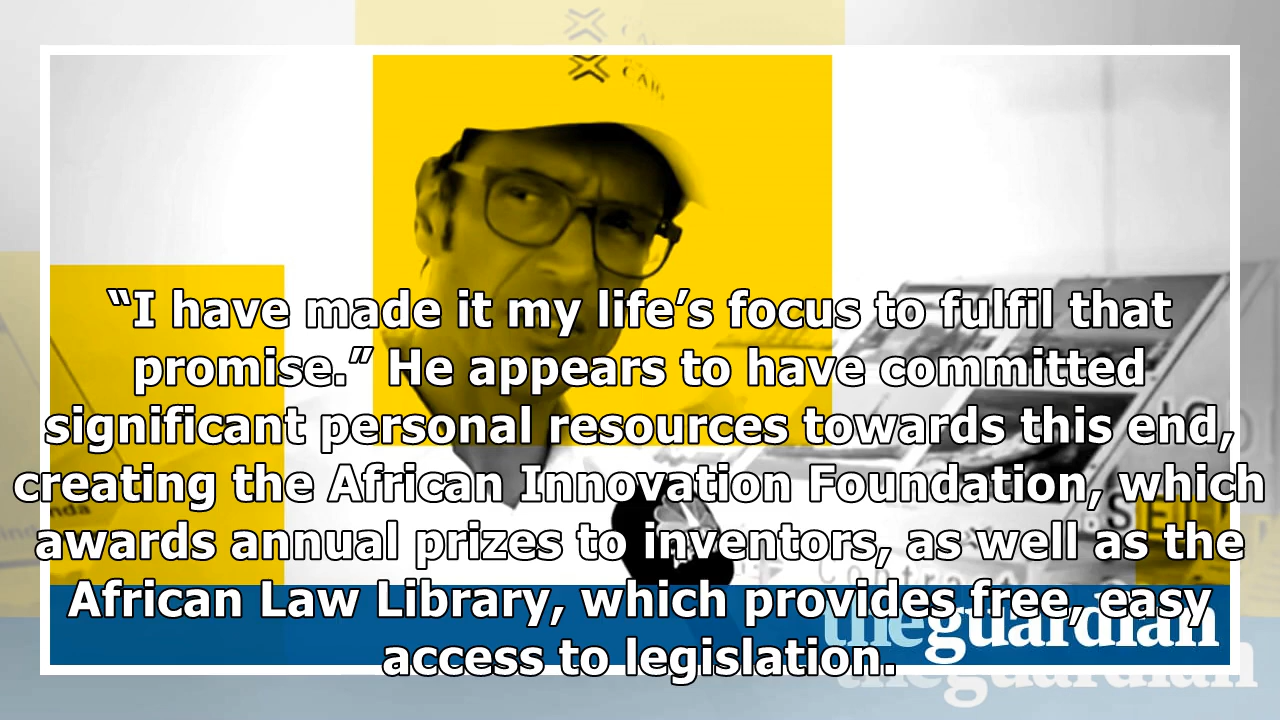 CAIG
“I have made it my life’s focus to fulfil that
promise.” He appears to have committed
significant personal resources towards this end,
creating the African Innovation Foundation, which
awards annual prizes to inventors, as well as the
African Law Library, which provides free, easy
access to legislation.
theguardian